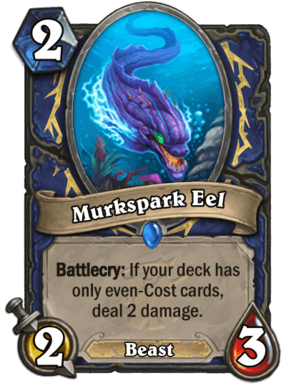 2
Murkspark Eel
Battlecry: If your deck has
only even-Cost cards,
deal 2 damage.
2
Beast
3